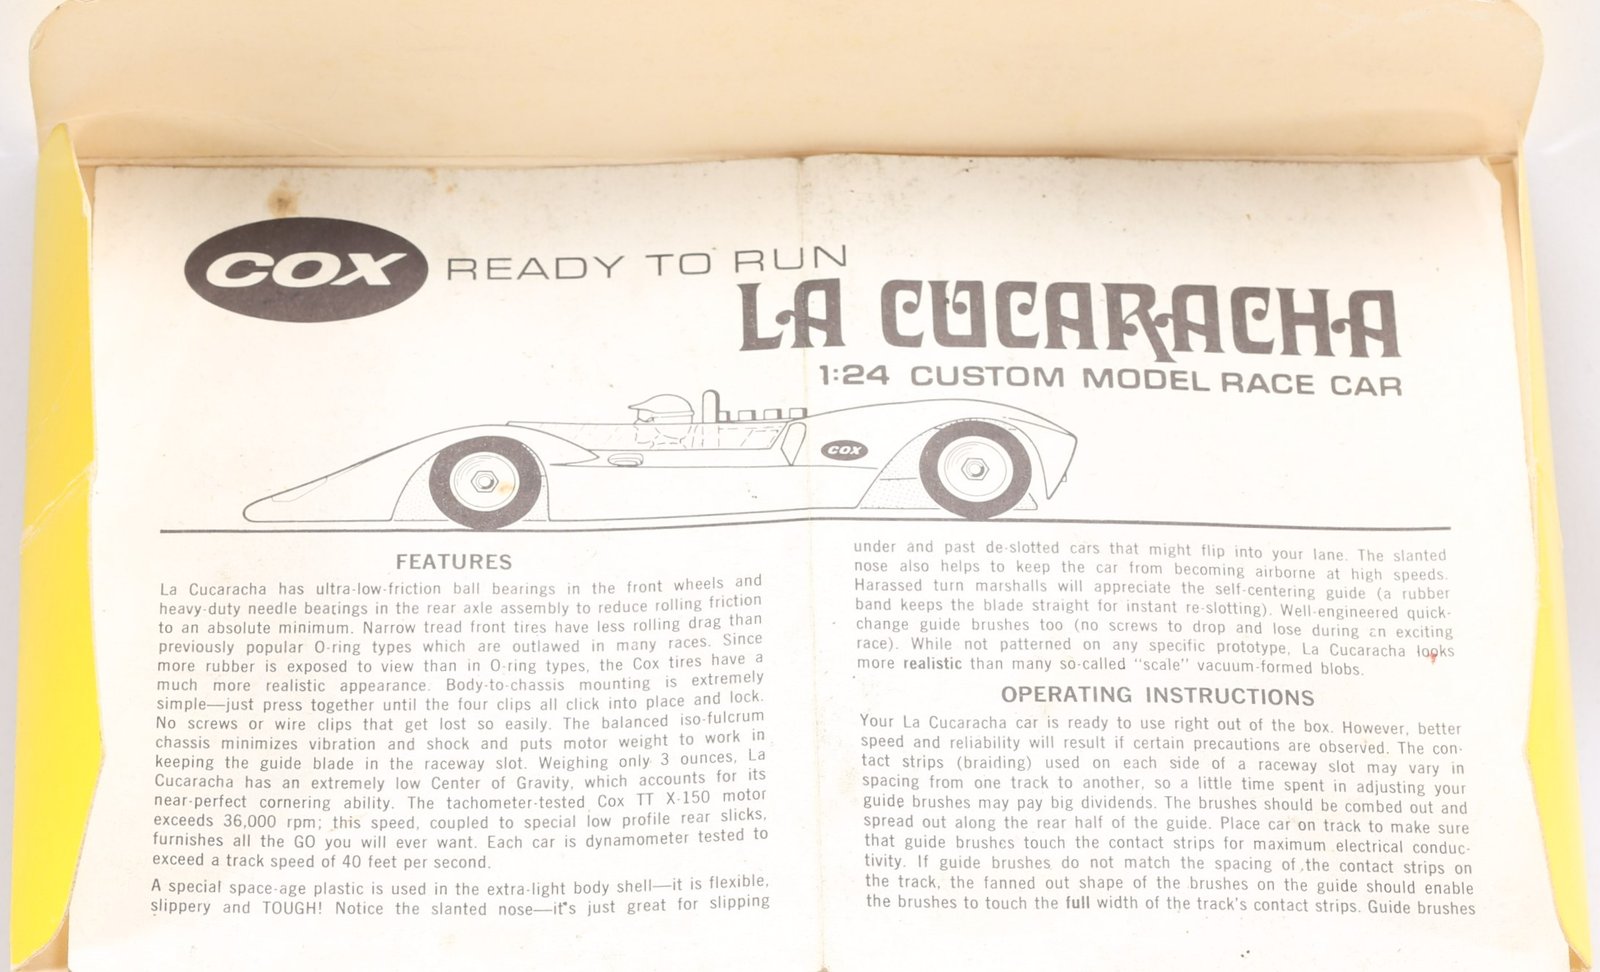 COX READY TO RUN
LA CUCARACHA
1:24 CUSTOM MODEL RACE CAR
COX
FEATURES
La Cucaracha has ultra-low-friction ball bearings in the front wheels and
heavy-duty needle bearings in the rear axle assembly to reduce rolling friction
to an absolute minimum. Narrow tread front tires have less rolling drag than
previously popular O-ring types which are outlawed in many races. Since
more rubber is exposed to view than in O-ring types, the Cox tires have a
much more realistic appearance. Body-to-chassis mounting is extremely
simple—just press together until the four clips all click into place and lock.
No screws or wire clips that get lost so easily. The balanced iso-fulcrum
chassis minimizes vibration and shock and puts motor weight to work in
keeping the guide blade in the raceway slot. Weighing only 3 ounces, La
Cucaracha has an extremely low Center of Gravity, which accounts for its
near-perfect cornering ability. The tachometer-tested Cox TT X-150 motor
exceeds 36,000 rpm; this speed, coupled to special low profile rear slicks,
furnishes all the GO you will ever want. Each car is dynamometer tested to
exceed a track speed of 40 feet per second.
A special space-age plastic is used in the extra-light body shell—it is flexible,
slippery and TOUGH! Notice the slanted nose—it's just great for slipping
under and past de-slotted cars that might flip into your lane. The slanted
nose also helps to keep the car from becoming airborne at high speeds.
Harassed turn marshalls will appreciate the self-centering guide (a rubber
band keeps the blade straight for instant re-slotting). Well-engineered quick-
change guide brushes too (no screws to drop and lose during an exciting
race). While not patterned on any specific prototype, La Cucaracha looks
more realistic than many so-called "scale" vacuum-formed blobs.
OPERATING INSTRUCTIONS
Your La Cucaracha car is ready to use right out of the box. However, better
speed and reliability will result if certain precautions are observed. The con-
tact strips (braiding) used on each side of a raceway slot may vary in
spacing from one track to another, so a little time spent in adjusting your
guide brushes may pay big dividends. The brushes should be combed out and
spread out along the rear half of the guide. Place car on track to make sure
that guide brushes touch the contact strips for maximum electrical conduc-
tivity. If guide brushes do not match the spacing of the contact strips on
the track, the fanned out shape of the brushes on the guide should enable
the brushes to touch the full width of the track's contact strips. Guide brushes